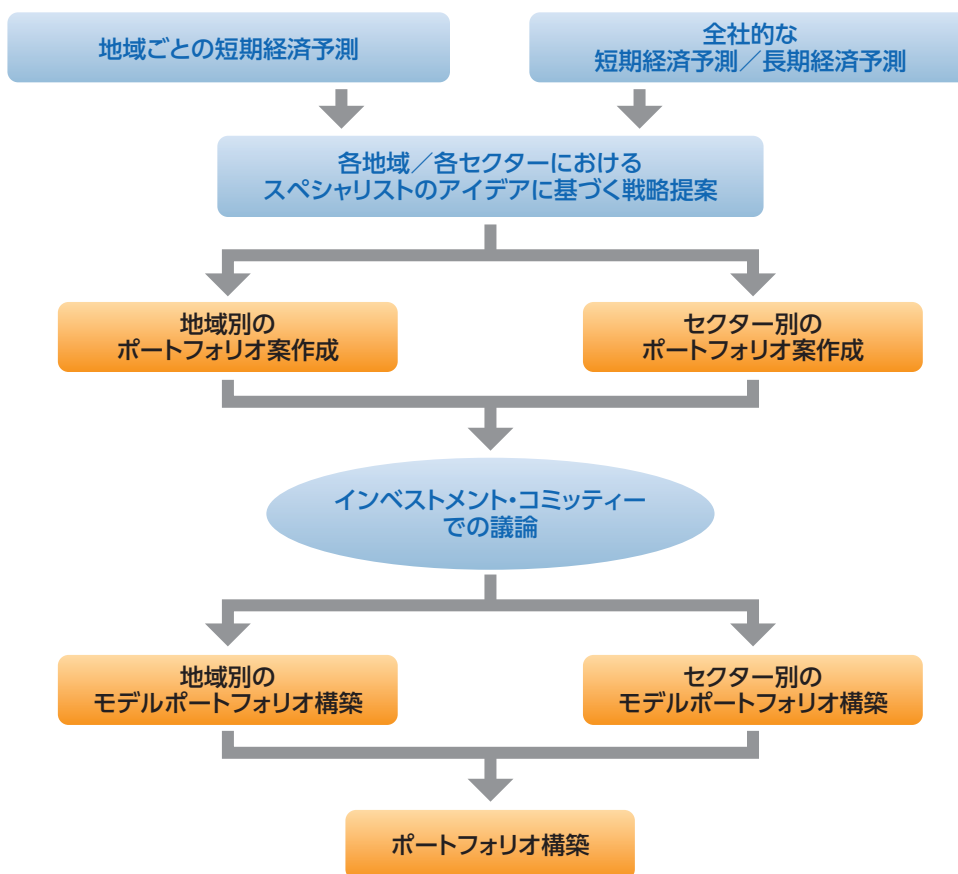 地域ごとの短期経済予測
全社的な
短期経済予測／長期経済予測
各地域／各セクターにおける
スペシャリストのアイデアに基づく戦略提案
地域別の
ポートフォリオ案作成
セクター別の
ポートフォリオ案作成
インベストメント・コミッティー
での議論
地域別の
モデルポートフォリオ構築
セクター別の
モデルポートフォリオ構築
ポートフォリオ構築